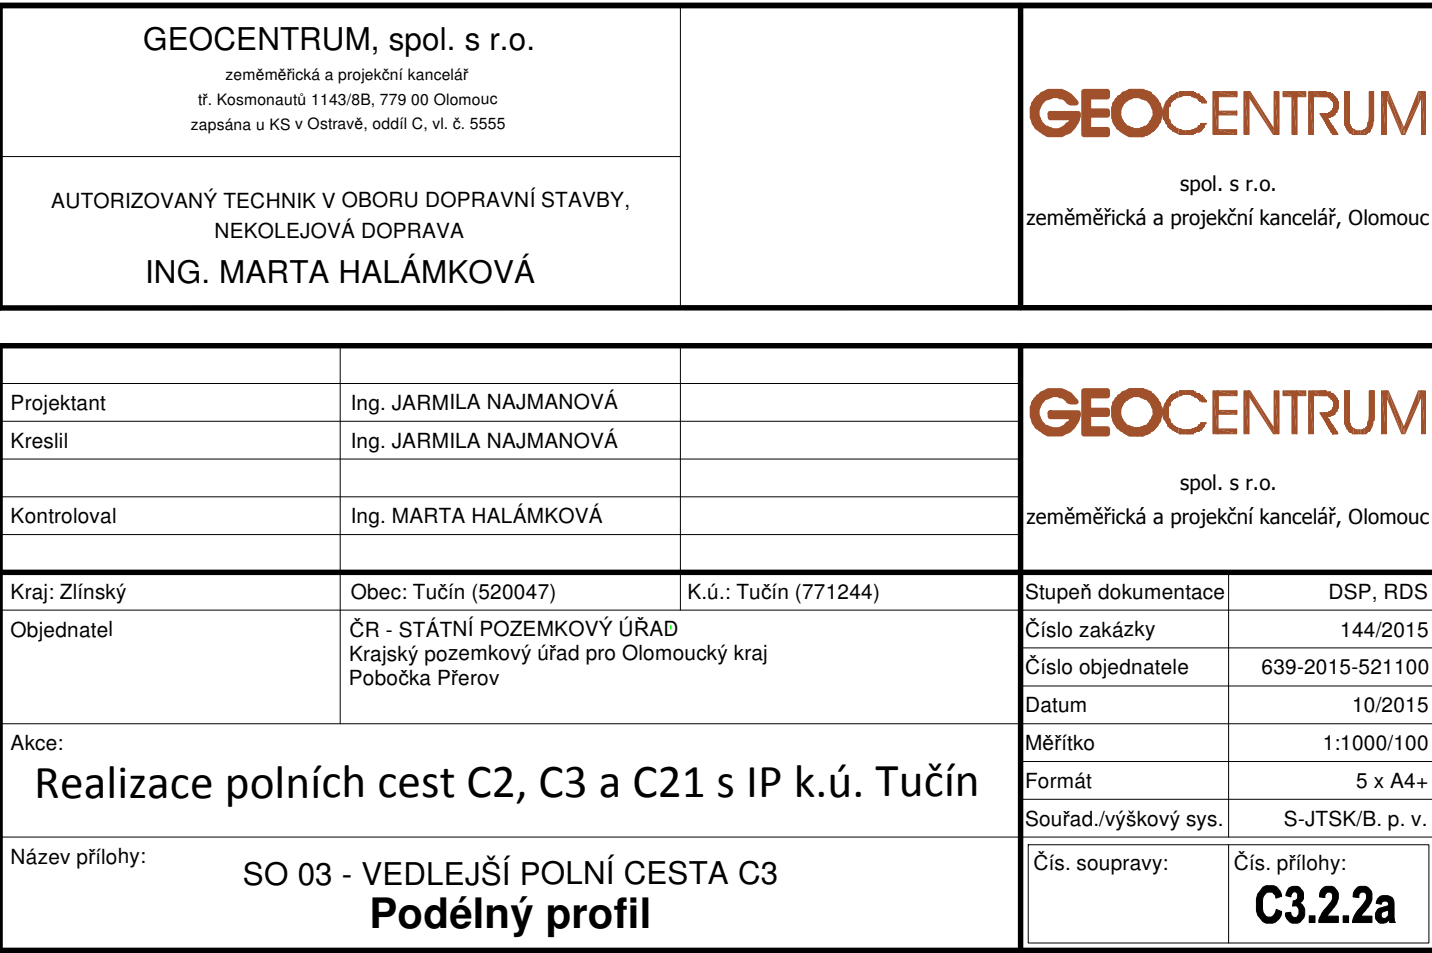 GEOCENTRUM, spol. s r.o.
zeměměřická a projekční kancelář
tř. Kosmonautů 1143/8B, 779 00 Olomouc
zapsána u KS v Ostravě, oddíl C, vl. č. 5555
AUTORIZOVANÝ TECHNIK V OBORU DOPRAVNÍ STAVBY,
NEKOLEJOVÁ DOPRAVA
ING. MARTA HALÁMKOVÁ
GEOCENTRUM
spol. s r.o.
zeměměřická a projekční kancelář, Olomouc
Projektant Ing. JARMILA NAJMANOVÁ
Kreslil Ing. JARMILA NAJMANOVÁ
Kontroloval Ing. MARTA HALÁMKOVÁ
GEOCENTRUM
spol. s r.o.
zeměměřická a projekční kancelář, Olomouc
Kraj: Zlínský Obec: Tučín (520047) K.ú.: Tučín (771244)
Objednatel ČR - STÁTNÍ POZEMKOVÝ ÚŘAD
Krajský pozemkový úřad pro Olomoucký kraj
Pobočka Přerov
Akce:
Realizace polních cest C2, C3 a C21 s IP k.ú. Tučín
Název přílohy:
SO 03 - VEDLEJŠÍ POLNÍ CESTA C3
Podélný profil
Stupeň dokumentace DSP, RDS
Číslo zakázky 144/2015
Číslo objednatele 639-2015-521100
Datum 10/2015
Měřítko 1:1000/100
Formát 5 x A4+
Souřad./výškový sys. S-JTSK/B. p. v.
Čís. soupravy: Čís. přílohy:
C3.2.2a